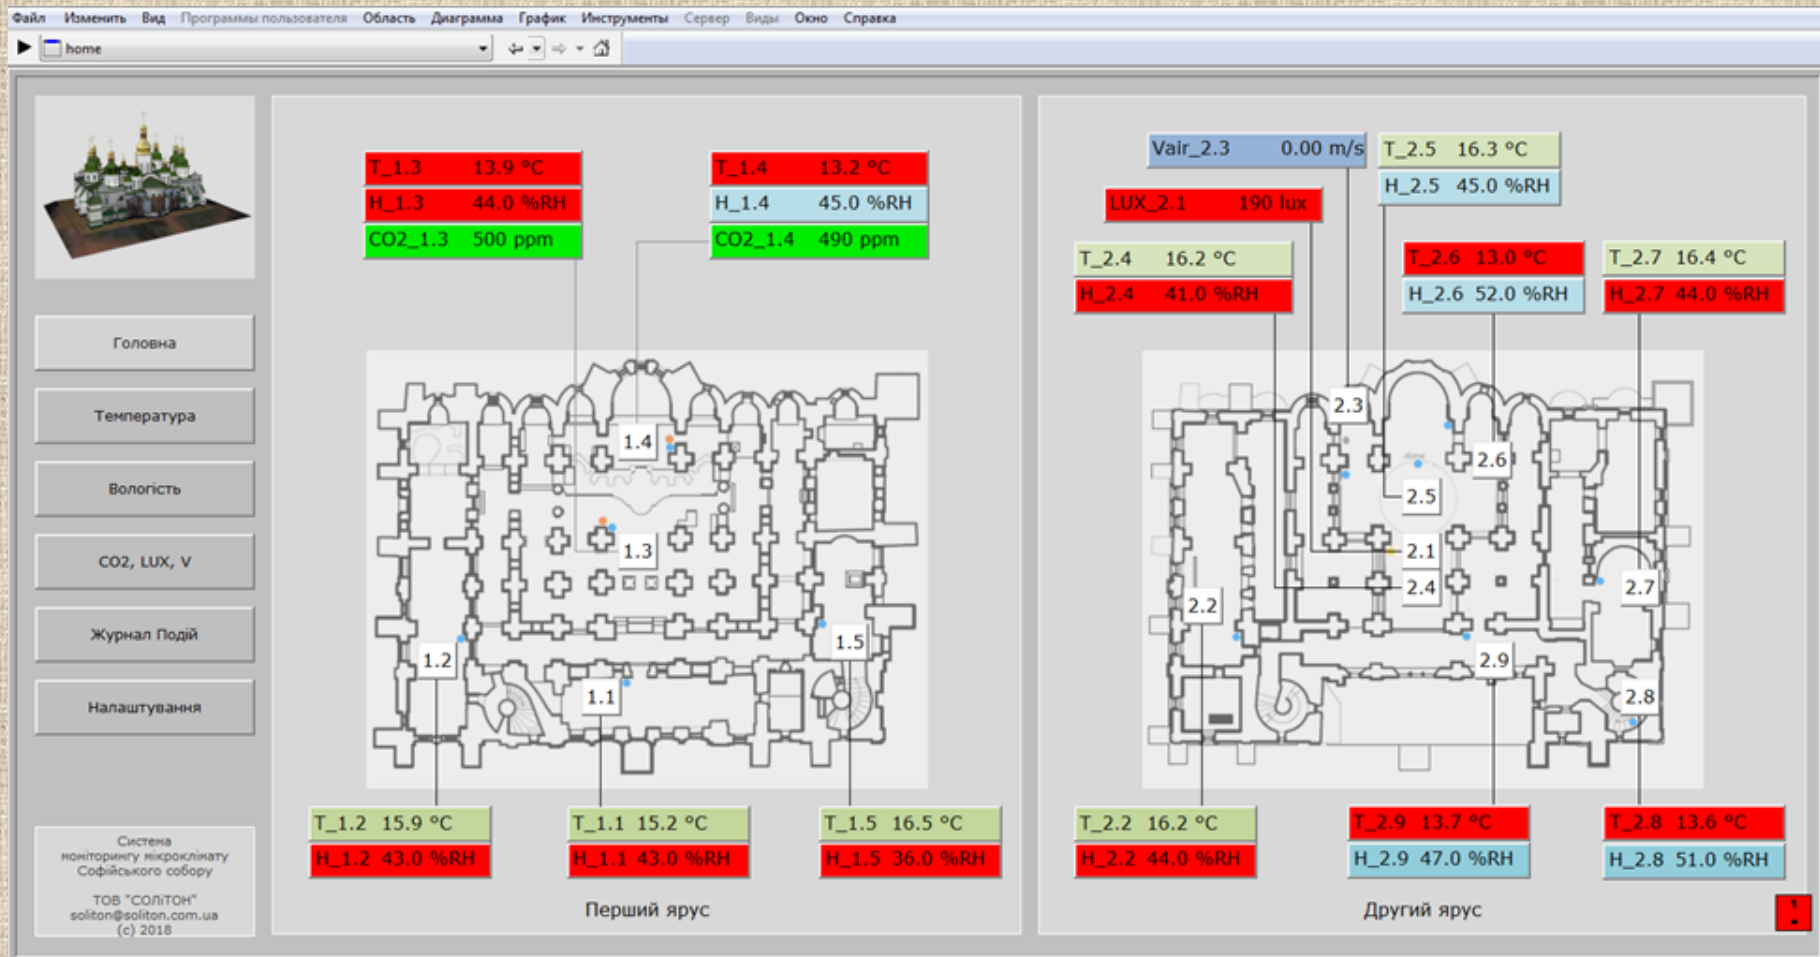 Файл Изменить Вид Программы пользователя Область Диаграмма График Инструменты Сервер Виды Окно Справка
home
Головна
Температура
Вологість
CO2, LUX, V
Журнал Подій
Налаштування
Система
моніторингу мікроклімату
Софійського собору
ТОВ "СОЛіТОН"
soliton@soliton.com.ua
(c) 2018
T_1.3 13.9 °C
H_1.3 44.0 %RH
CO2_1.3 500 ppm
T_1.4 13.2 °C
H_1.4 45.0 %RH
CO2_1.4 490 ppm
1.4
1.3
1.5
1.2
1.1
T_1.2 15.9 °C
H_1.2 43.0 %RH
T_1.1 15.2 °C
H_1.1 43.0 %RH
T_1.5 16.5 °C
H_1.5 36.0 %RH
Перший ярус
Vair_2.3 0.00 m/s
T_2.5 16.3 °C
H_2.5 45.0 %RH
LUX_2.1 190 lux
T_2.4 16.2 °C
H_2.4 41.0 %RH
T_2.6 13.0 °C
H_2.6 52.0 %RH
T_2.7 16.4 °C
H_2.7 44.0 %RH
2.3
2.6
2.5
2.1
2.4
2.7
2.2
2.9
2.8
T_2.2 16.2 °C
H_2.2 44.0 %RH
T_2.9 13.7 °C
H_2.9 47.0 %RH
T_2.8 13.6 °C
H_2.8 51.0 %RH
Другий ярус